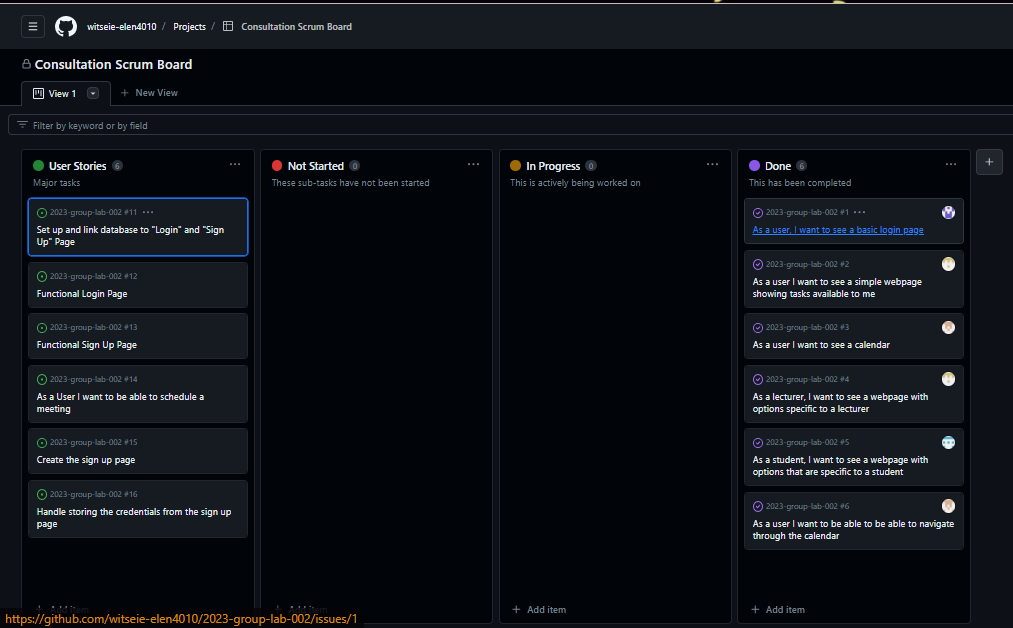 witseie-elen4010 / Projects / Consultation Scrum Board
Consultation Scrum Board
View 1
+ New View
Filter by keyword or by field
User Stories 6 ...
Major tasks
2023-group-lab-002 #11 ...
Set up and link database to "Login" and "Sign
Up" Page
2023-group-lab-002 #12
Functional Login Page
2023-group-lab-002 #13
Functional Sign Up Page
2023-group-lab-002 #14
As a User I want to be able to schedule a
meeting
2023-group-lab-002 #15
Create the sign up page
2023-group-lab-002 #16
Handle storing the credentials from the sign up
page
+ Add item
Not Started 0 ...
These sub-tasks have not been started
+ Add item
In Progress 0 ...
This is actively being worked on
+ Add item
Done 6 ...
This has been completed
2023-group-lab-002 #1 ...
As a user, I want to see a basic login page
2023-group-lab-002 #2
As a user I want to see a simple webpage
showing tasks available to me
2023-group-lab-002 #3
As a user I want to see a calendar
2023-group-lab-002 #4
As a lecturer, I want to see a webpage with
options specific to a lecturer
2023-group-lab-002 #5
As a student, I want to see a webpage with
options that are specific to a student
2023-group-lab-002 #6
As a user I want to be able to be able to navigate
through the calendar
+ Add item
+
https://github.com/witseie-elen4010/2023-group-lab-002/issues/1